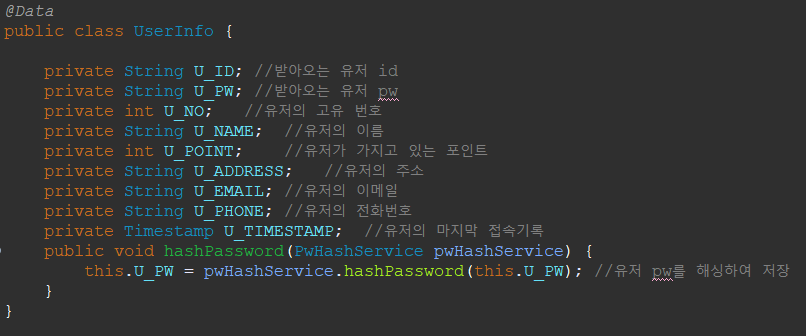 @Data
public class UserInfo {
private String U_ID; //받아오는 유저 id
private String U_PW; //받아오는 유저 pw
private int U_NO; //유저의 고유 번호
private String U_NAME; //유저의 이름
private int U_POINT; //유저가 가지고 있는 포인트
private String U_ADDRESS; //유저의 주소
private String U_EMAIL; //유저의 이메일
private String U_PHONE; //유저의 전화번호
private Timestamp U_TIMESTAMP; //유저의 마지막 접속기록
public void hashPassword(PwHashService pwHashService) {
this.U_PW = pwHashService.hashPassword(this.U_PW); //유저 pw를 해싱하여 저장
}
}